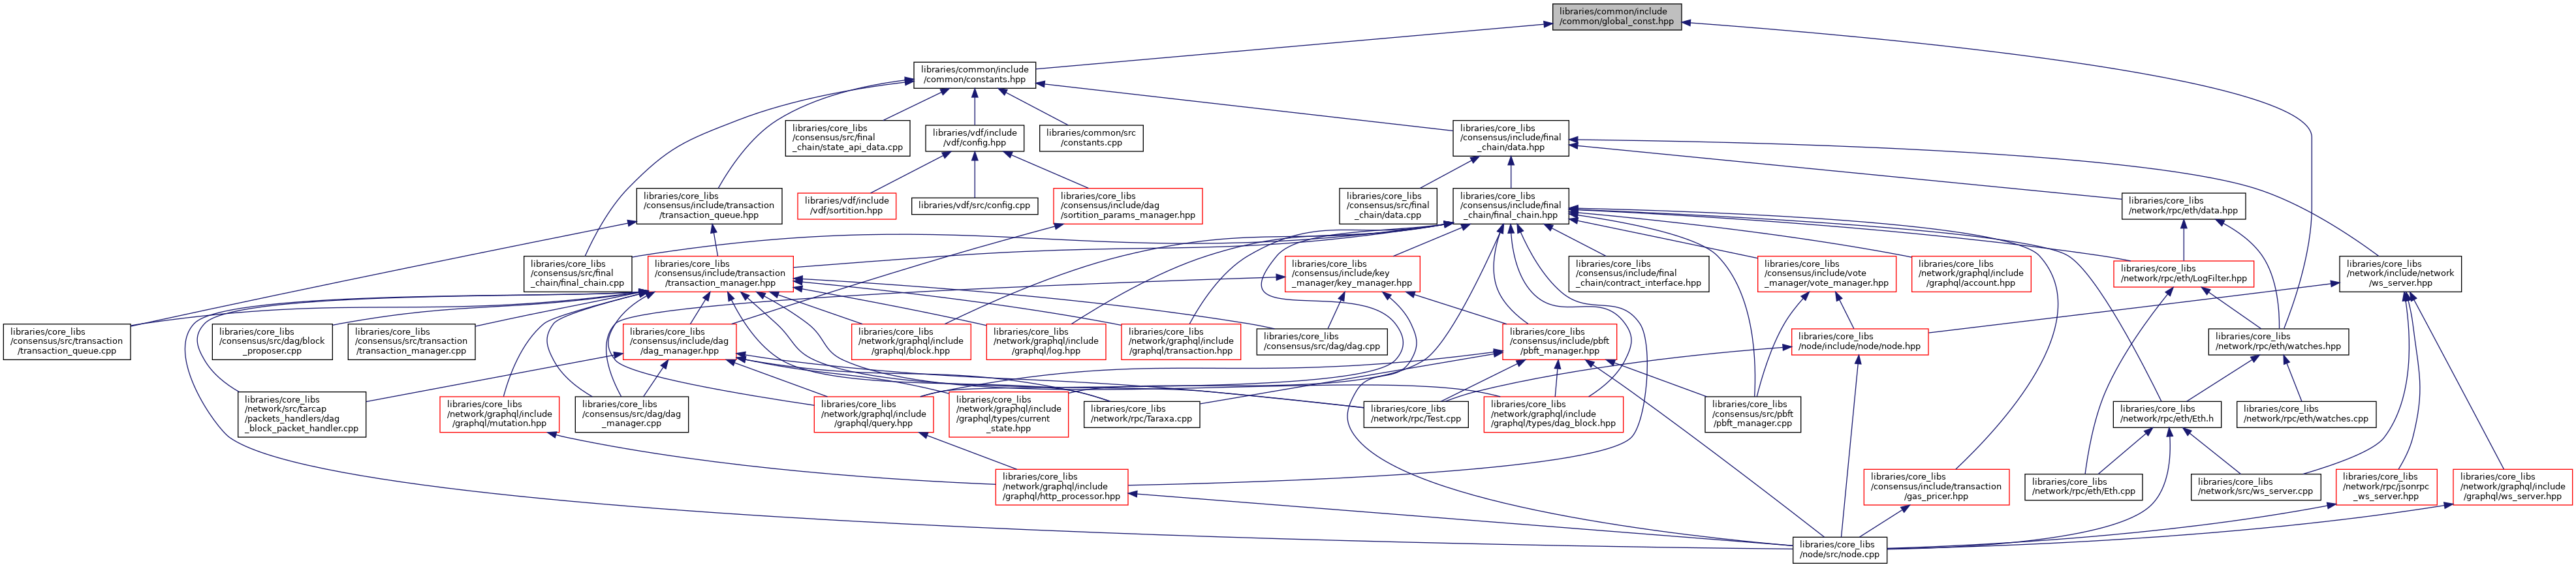 libraries/common/include
/common/global_const.hpp
libraries/common/include
/common/constants.hpp
libraries/core_libs
/consensus/src/final
_chain/state_api_data.cpp
libraries/vdf/include
/vdf/config.hpp
libraries/common/src
/constants.cpp
libraries/core_libs
/consensus/include/final
_chain/data.hpp
libraries/core_libs
/consensus/include/transaction
/transaction_queue.hpp
libraries/vdf/include
/vdf/sortition.hpp
libraries/vdf/src/config.cpp
libraries/core_libs
/consensus/include/dag
/sortition_params_manager.hpp
libraries/core_libs
/consensus/src/final
_chain/data.cpp
libraries/core_libs
/consensus/include/final
_chain/final_chain.hpp
libraries/core_libs
/network/rpc/eth/data.hpp
libraries/core_libs
/consensus/src/final
_chain/final_chain.cpp
libraries/core_libs
/consensus/include/transaction
/transaction_manager.hpp
libraries/core_libs
/consensus/include/key
_manager/key_manager.hpp
libraries/core_libs
/consensus/include/final
_chain/contract_interface.hpp
libraries/core_libs
/consensus/include/vote
_manager/vote_manager.hpp
libraries/core_libs
/network/graphql/include
/graphql/account.hpp
libraries/core_libs
/network/rpc/eth/LogFilter.hpp
libraries/core_libs
/network/include/network
/ws_server.hpp
libraries/core_libs
/consensus/src/transaction
/transaction_queue.cpp
libraries/core_libs
/consensus/src/dag/block
_proposer.cpp
libraries/core_libs
/consensus/src/transaction
/transaction_manager.cpp
libraries/core_libs
/consensus/include/dag
/dag_manager.hpp
libraries/core_libs
/network/graphql/include
/graphql/block.hpp
libraries/core_libs
/network/graphql/include
/graphql/log.hpp
libraries/core_libs
/network/graphql/include
/graphql/transaction.hpp
libraries/core_libs
/consensus/src/dag/dag.cpp
libraries/core_libs
/consensus/include/pbft
/pbft_manager.hpp
libraries/core_libs
/node/include/node/node.hpp
libraries/core_libs
/network/rpc/eth/watches.hpp
libraries/core_libs
/network/src/tarcap
/packets_handlers/dag
_block_packet_handler.cpp
libraries/core_libs
/network/graphql/include
/graphql/mutation.hpp
libraries/core_libs
/consensus/src/dag/dag
_manager.cpp
libraries/core_libs
/network/graphql/include
/graphql/query.hpp
libraries/core_libs
/network/graphql/include
/graphql/types/current
_state.hpp
libraries/core_libs
/network/rpc/Taraxa.cpp
libraries/core_libs
/network/rpc/Test.cpp
libraries/core_libs
/network/graphql/include
/graphql/types/dag_block.hpp
libraries/core_libs
/consensus/src/pbft
/pbft_manager.cpp
libraries/core_libs
/network/rpc/eth/Eth.h
libraries/core_libs
/network/rpc/eth/watches.cpp
libraries/core_libs
/network/graphql/include
/graphql/http_processor.hpp
libraries/core_libs
/consensus/include/transaction
/gas_pricer.hpp
libraries/core_libs
/network/rpc/eth/Eth.cpp
libraries/core_libs
/network/src/ws_server.cpp
libraries/core_libs
/network/rpc/jsonrpc
_ws_server.hpp
libraries/core_libs
/network/graphql/include
/graphql/ws_server.hpp
libraries/core_libs
/node/src/node.cpp